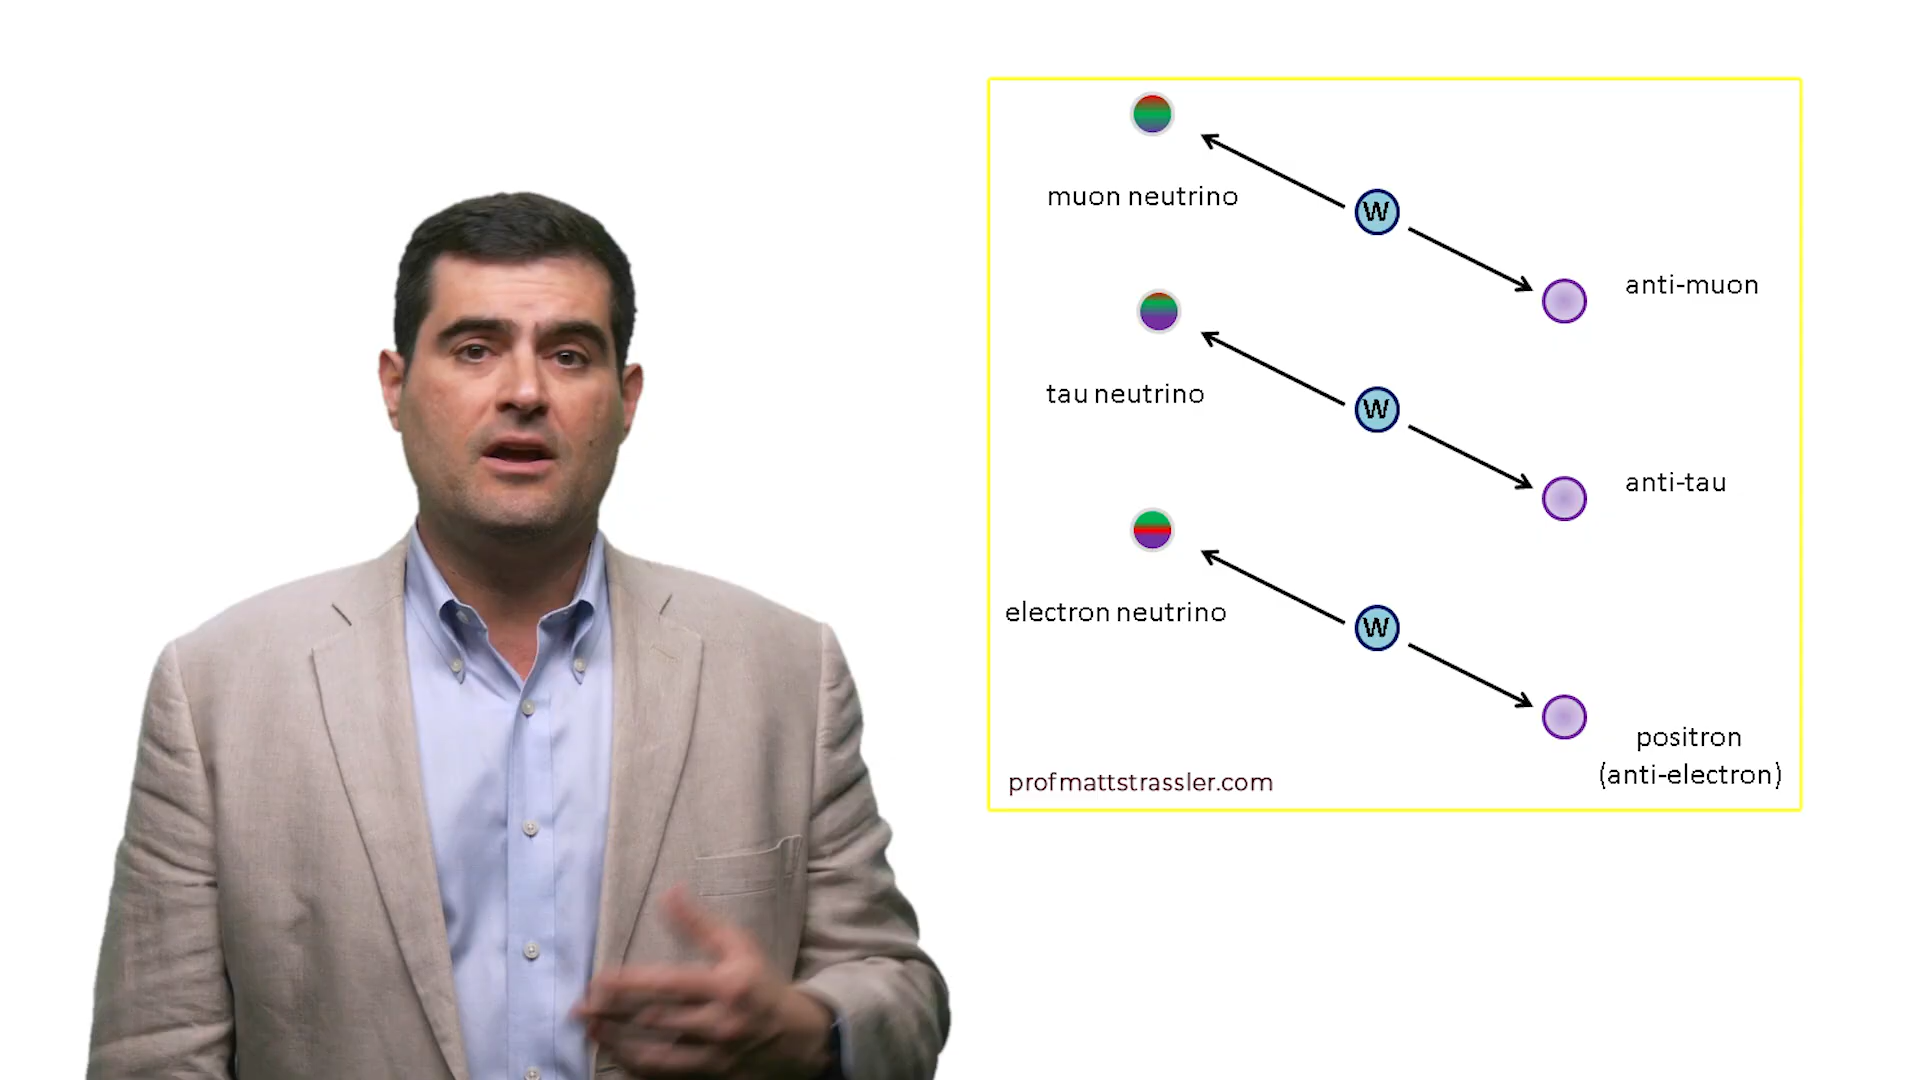 muon neutrino
W
anti-muon
tau neutrino
W
anti-tau
electron neutrino
W
positron
(anti-electron)
profmattstrassler.com